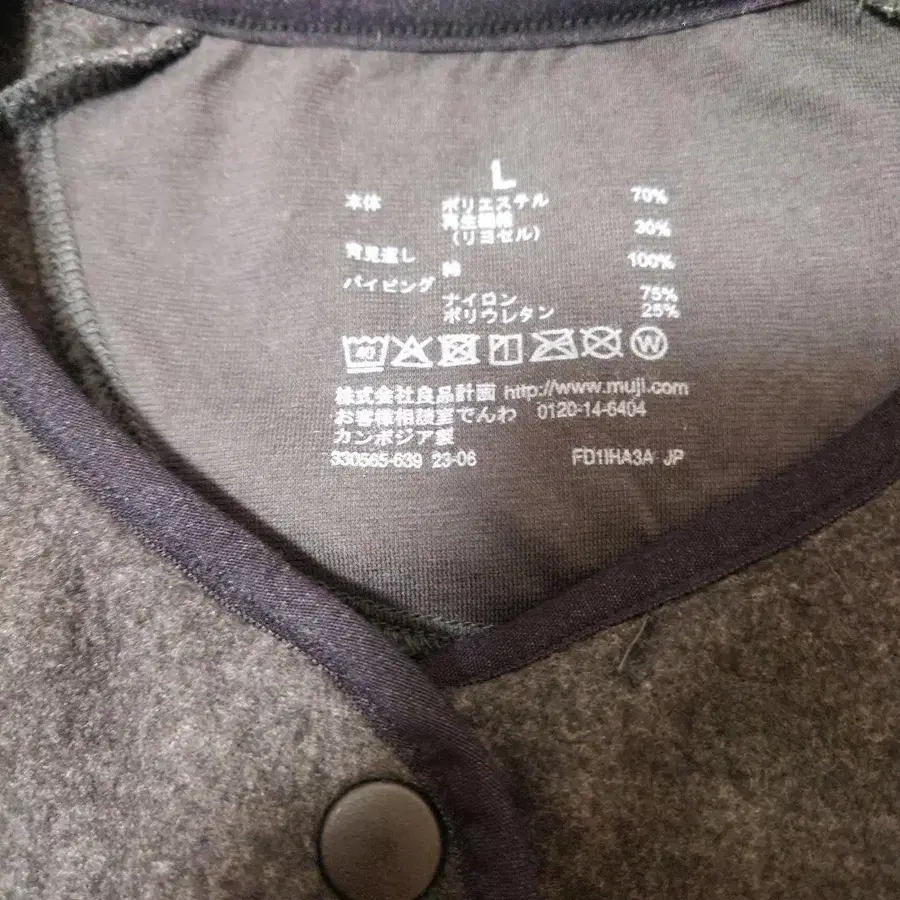 L
本体 ポリエステル 70%
再生繊維
(リヨセル) 30%
背見返し
綿 100%
パイピング
ナイロン 75%
ポリウレタン 25%
40 W
株式会社良品計画 http://www.muji.com
お客様相談室でんわ 0120-14-6404
カンボジア製
330565-639 23-06 FD1IHA3A JP